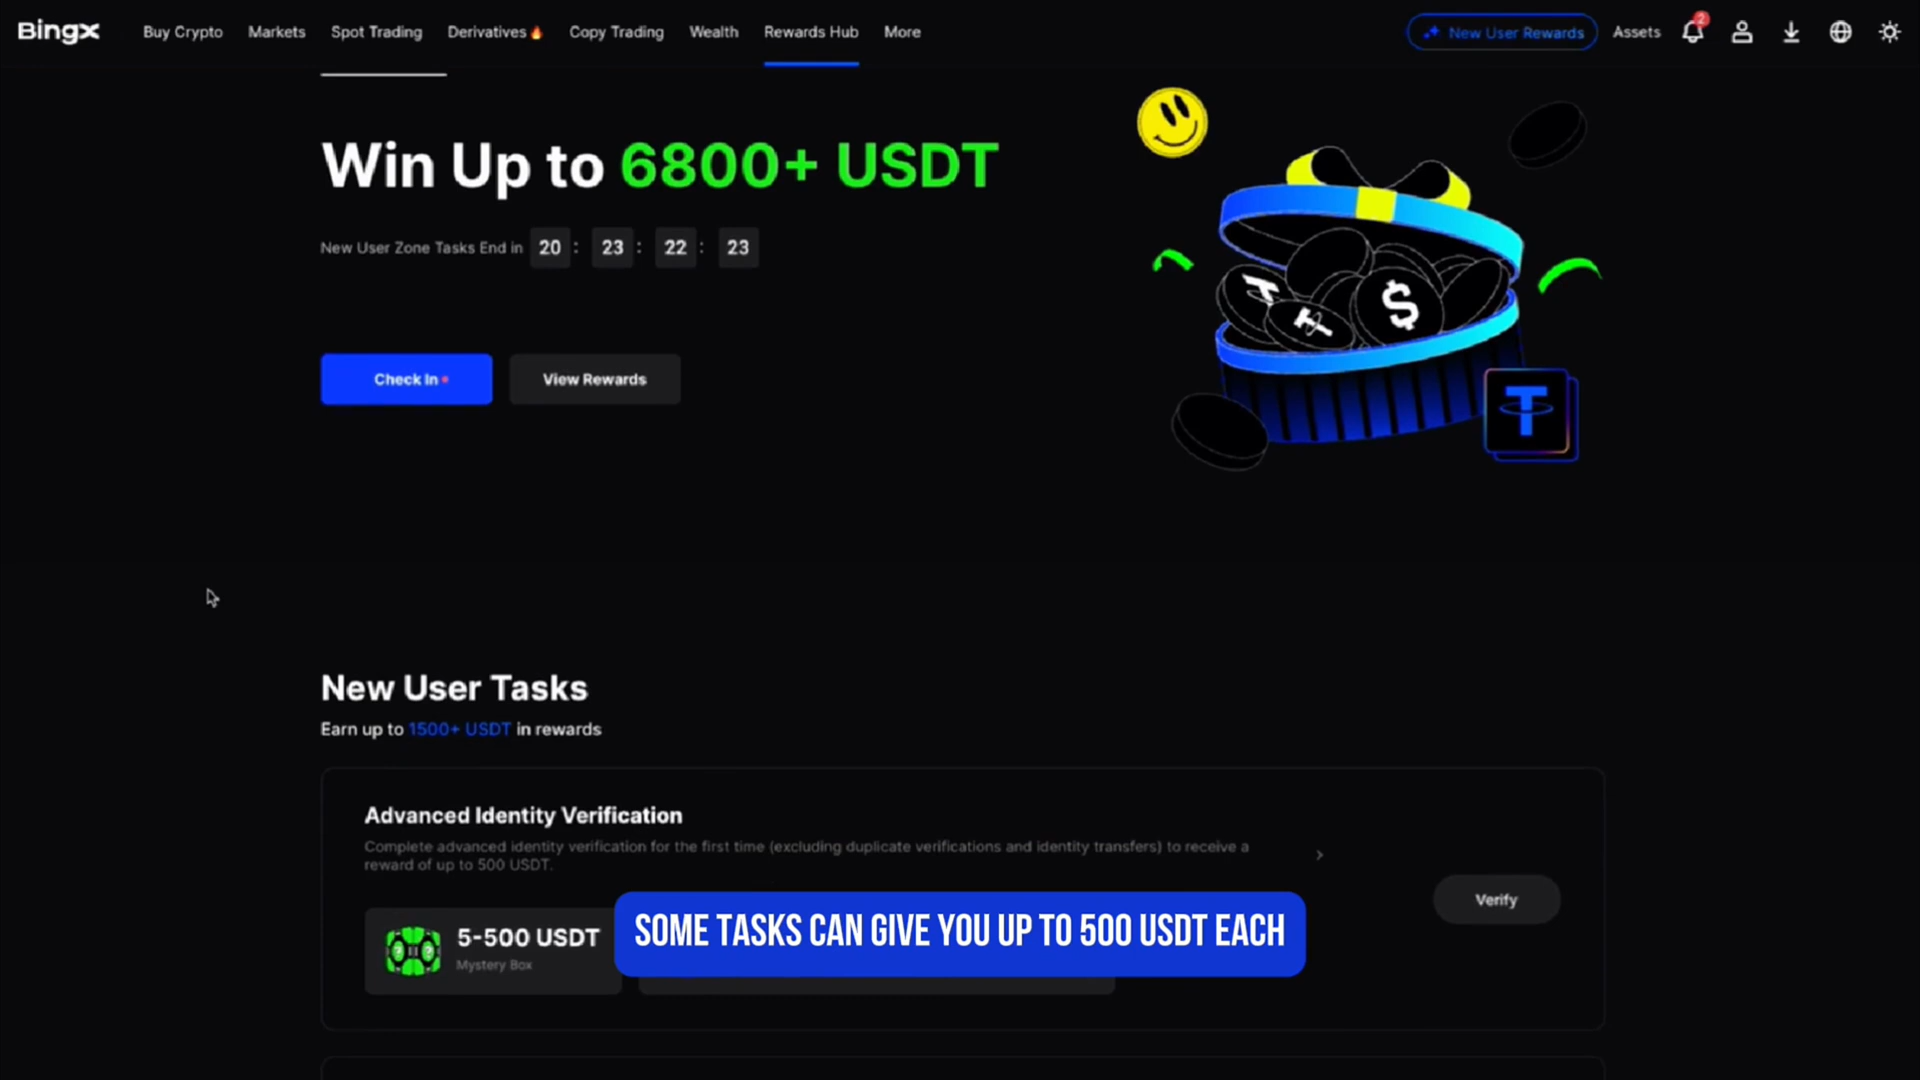 BingX
Buy Crypto
Markets
Spot Trading
Derivatives
Copy Trading
Wealth
Rewards Hub
More
New User Rewards
Assets
2
Win Up to 6800+ USDT
New User Zone Tasks End in 20 : 23 : 22 : 23
Check In
View Rewards
New User Tasks
Earn up to 1500+ USDT in rewards
Advanced Identity Verification
Complete advanced identity verification for the first time (excluding duplicate verifications and identity transfers) to receive a
reward of up to 500 USDT.
Verify
5-500 USDT
Mystery Box
SOME TASKS CAN GIVE YOU UP TO 500 USDT EACH